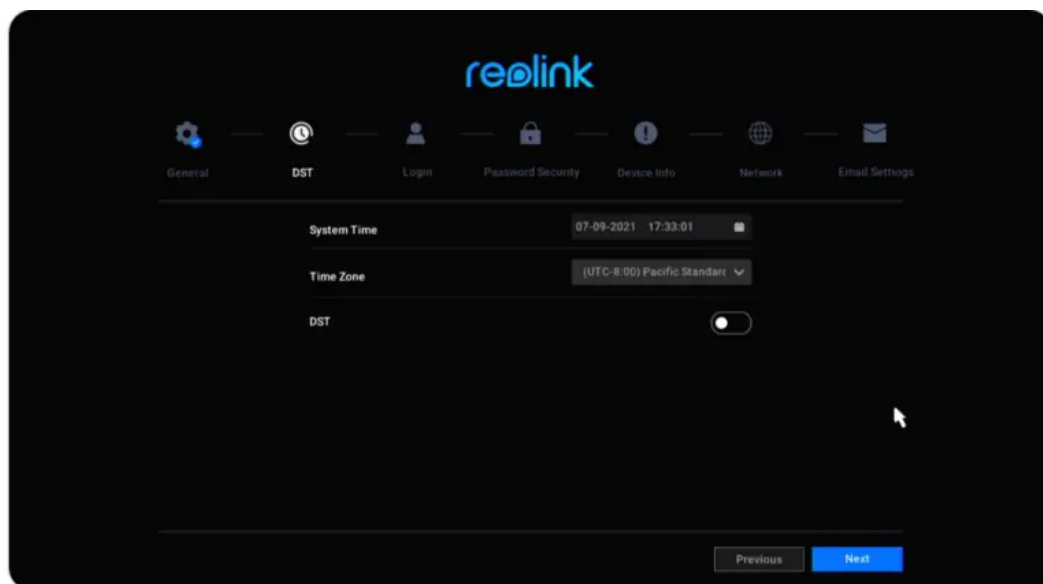 reolink
General DST Login Password Security Device Info Network Email Settings
System Time 07-09-2021 17:33:01
Time Zone (UTC-8:00) Pacific Standard
DST
Previous Next